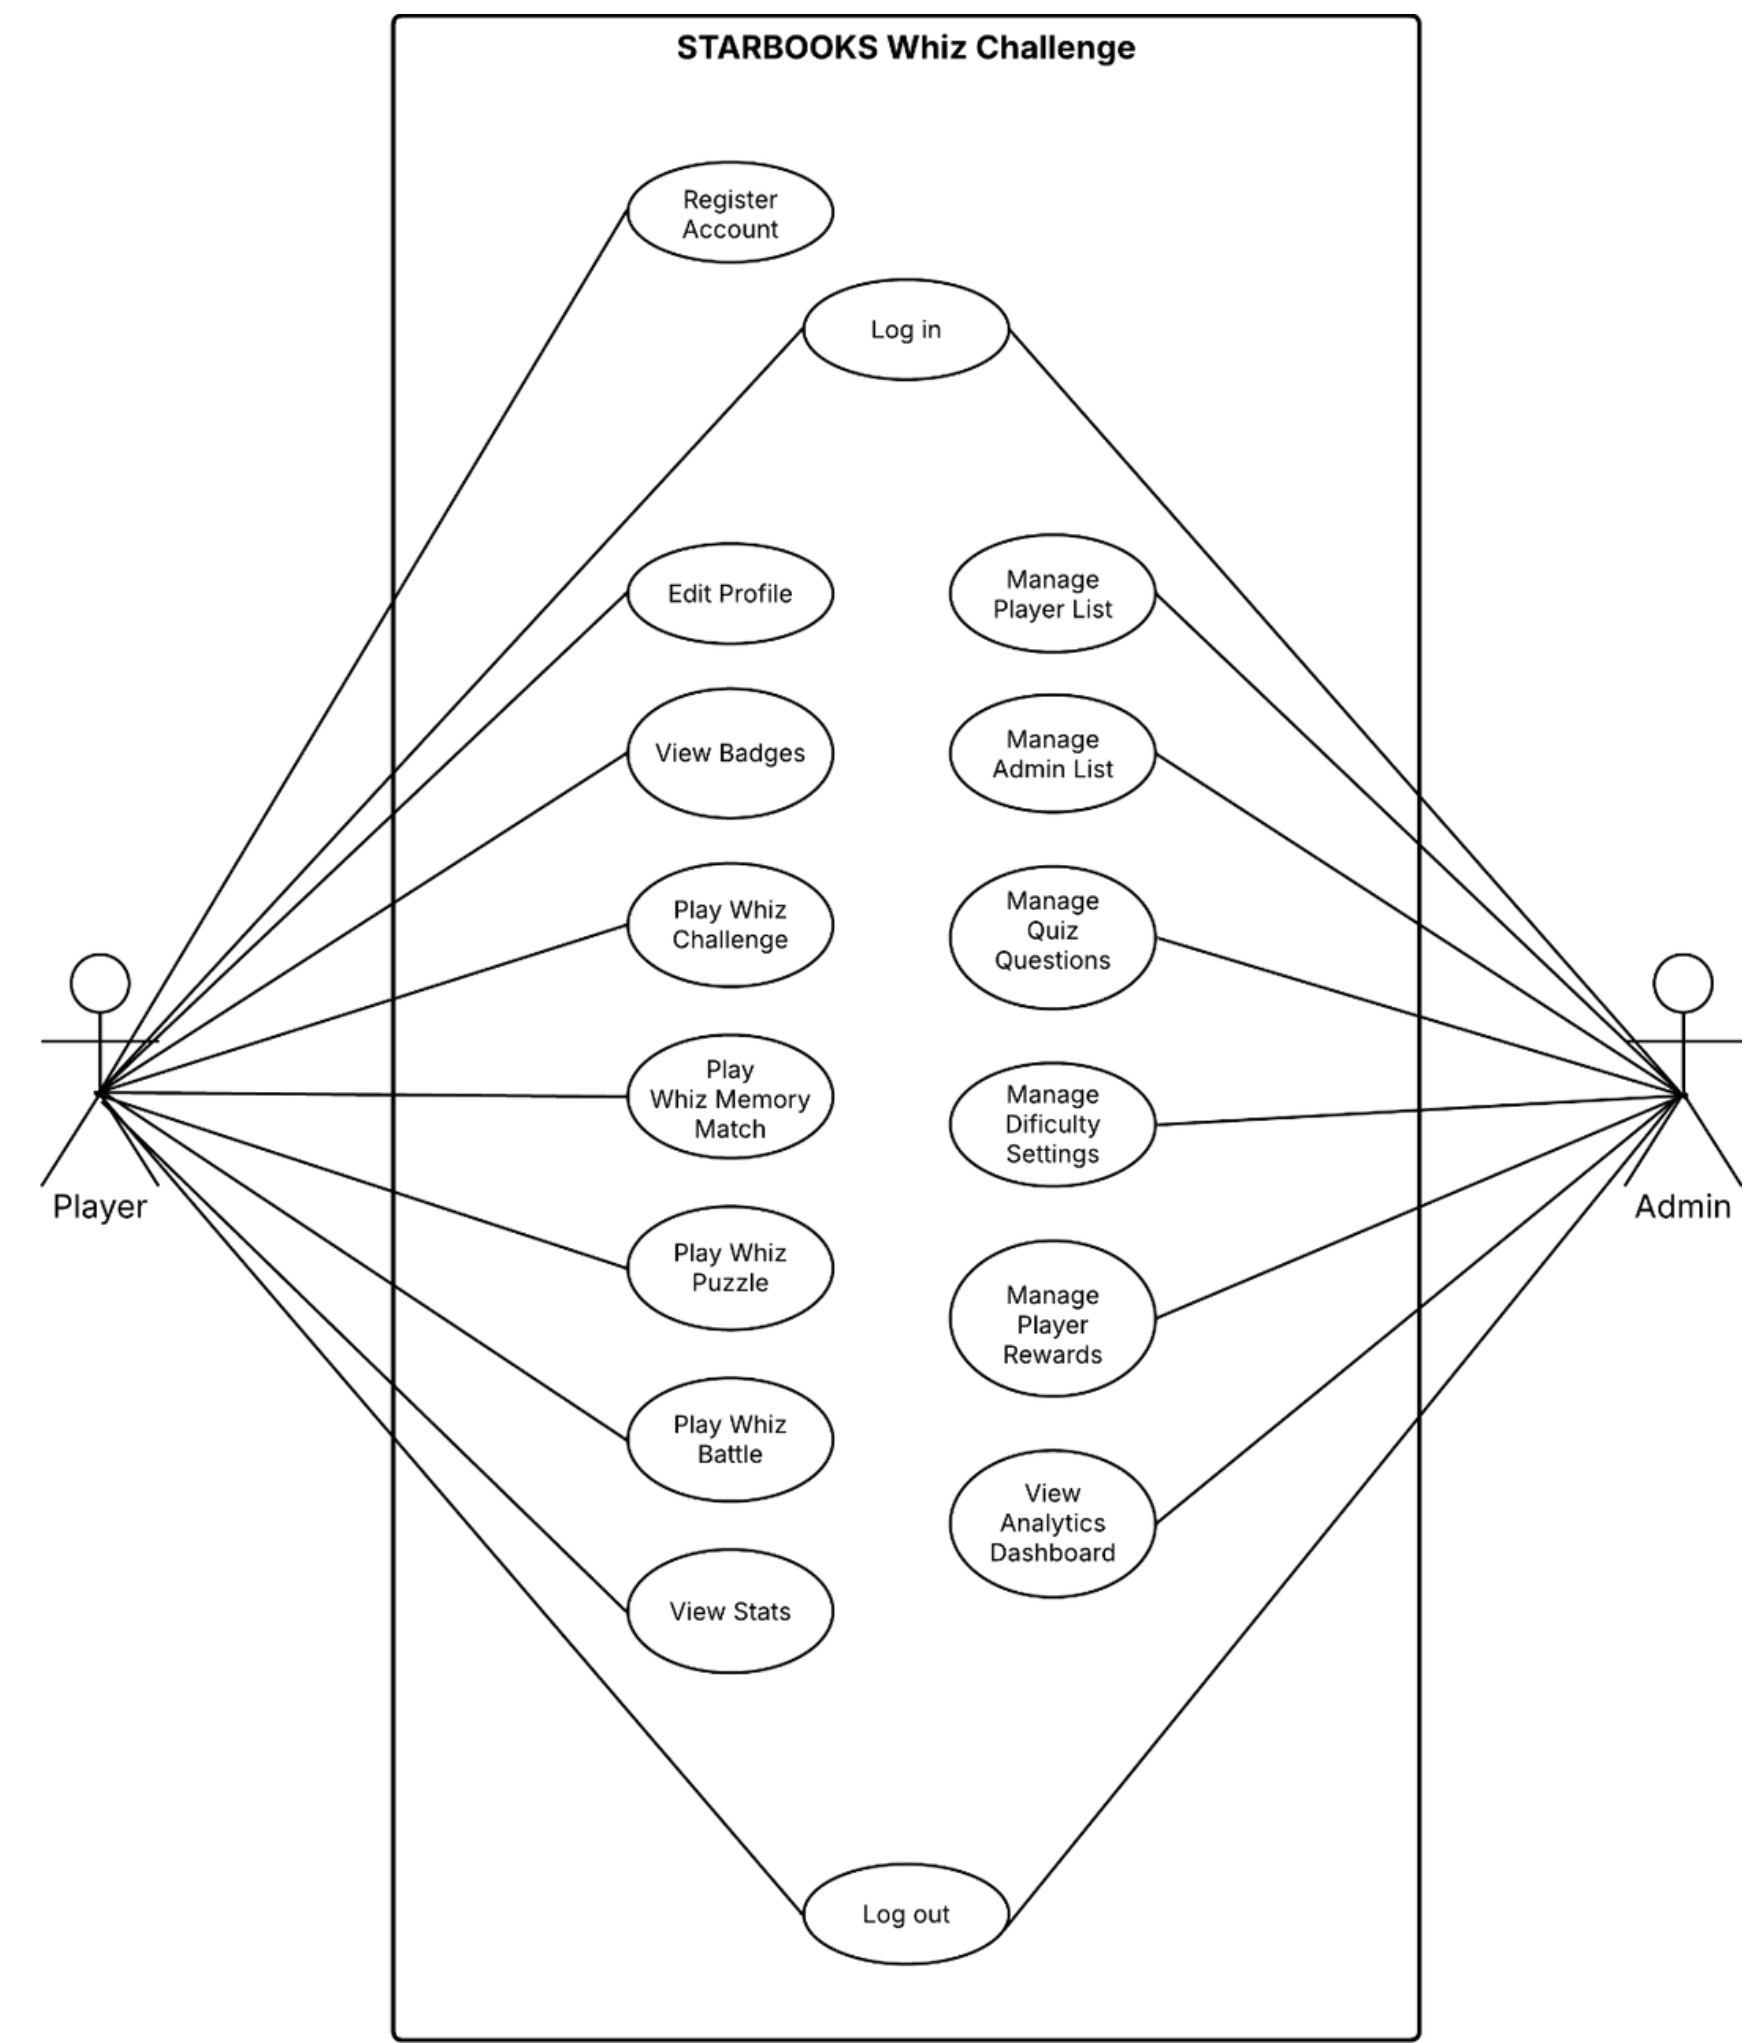 STARBOOKS Whiz Challenge
Register
Account
Log in
Edit Profile
Manage
Player List
View Badges
Manage
Admin List
Play Whiz
Challenge
Manage
Quiz
Questions
Play
Whiz Memory
Match
Manage
Dificulty
Settings
Player
Admin
Play Whiz
Puzzle
Manage
Player
Rewards
Play Whiz
Battle
View
Analytics
Dashboard
View Stats
Log out